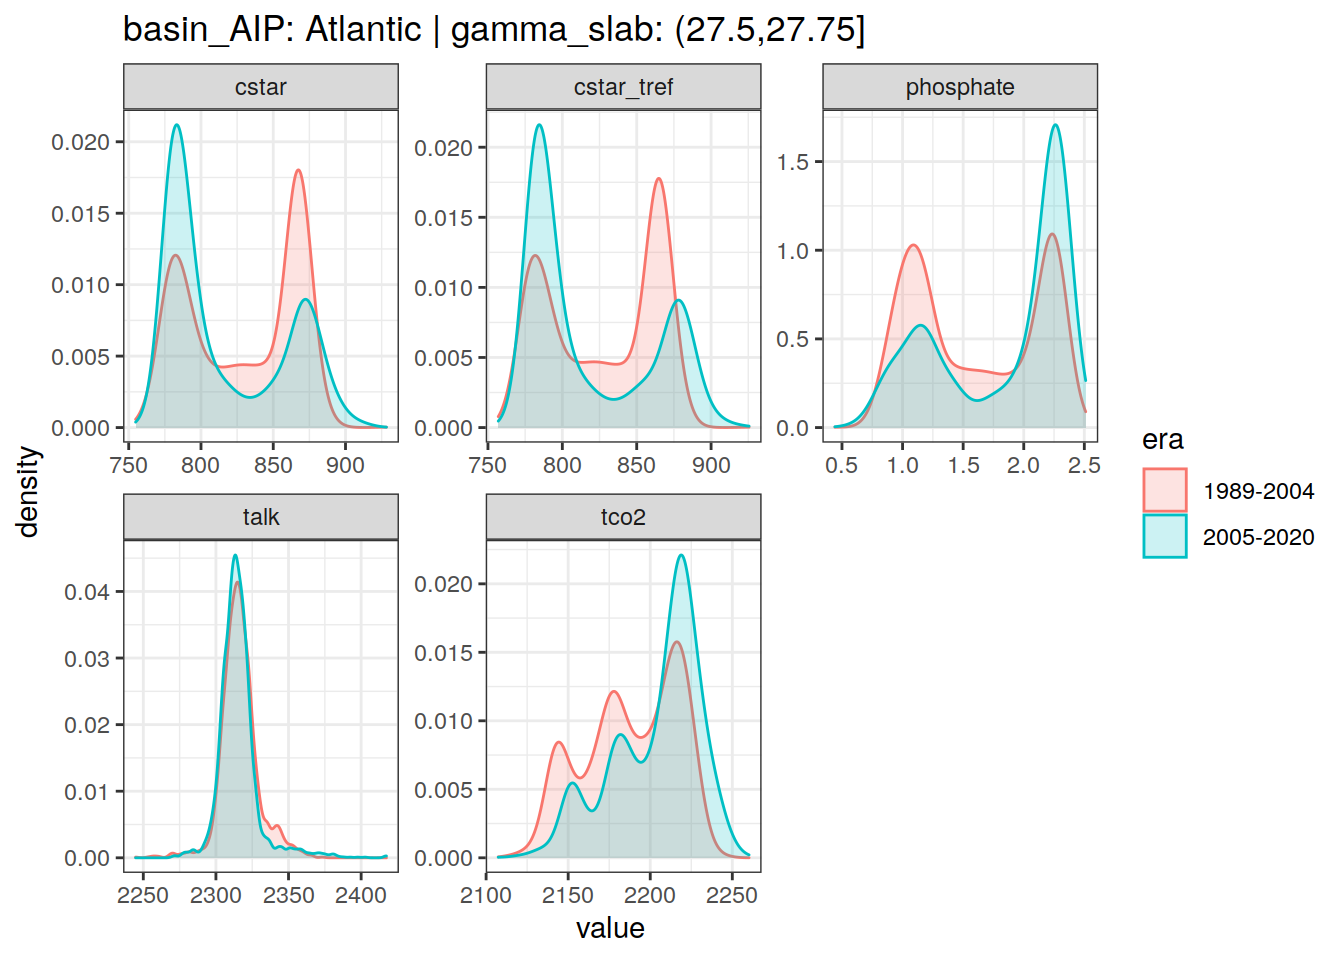 basin_AIP: Atlantic | gamma_slab: (27.5,27.75]
cstar
cstar_tref
phosphate
0.020
0.015
0.010
0.005
0.000
750 800 850 900
0.020
0.015
0.010
0.005
0.000
750 800 850 900
1.5
1.0
0.5
0.0
0.5 1.0 1.5 2.0 2.5
density
talk
tco2
0.04
0.03
0.02
0.01
0.00
2250 2300 2350 2400
0.020
0.015
0.010
0.005
0.000
2100 2150 2200 2250
value
era
1989-2004
2005-2020